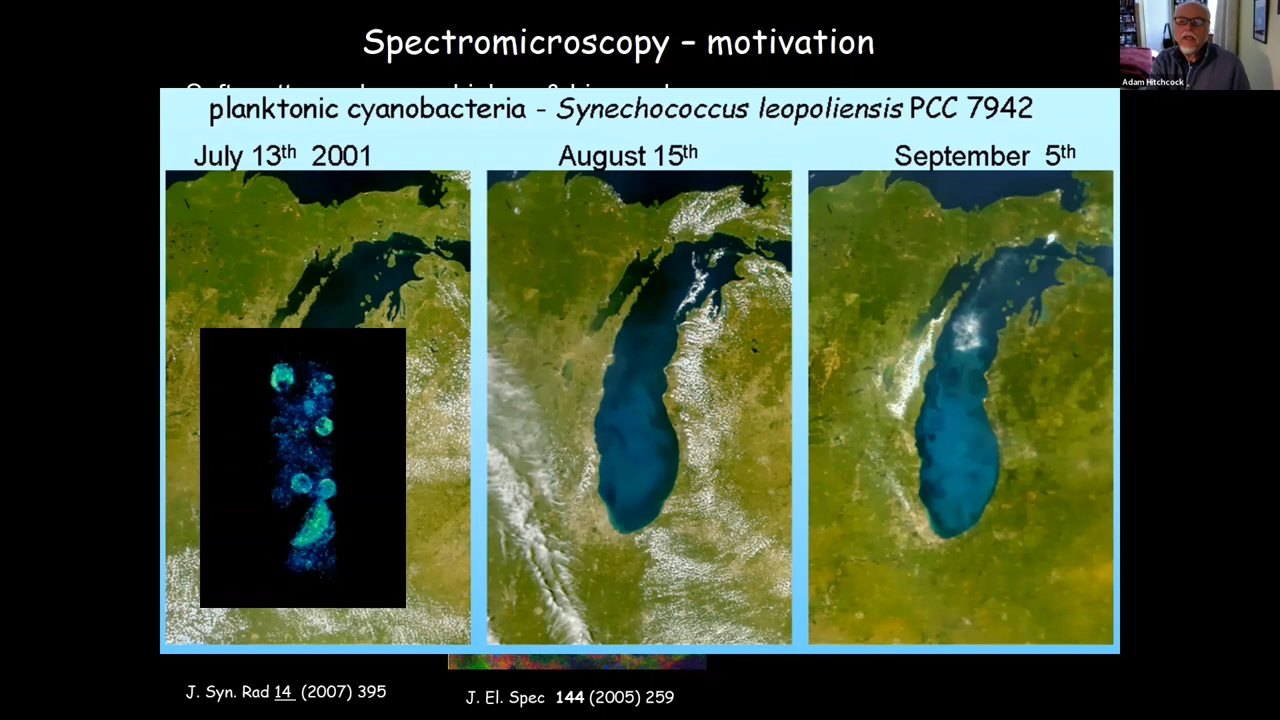 Spectromicroscopy – motivation
Adam Hitchcock
planktonic cyanobacteria - Synechococcus leopoliensis PCC 7942
July 13th 2001
August 15th
September 5th
J. Syn. Rad 14 (2007) 395
J. El. Spec 144 (2005) 259